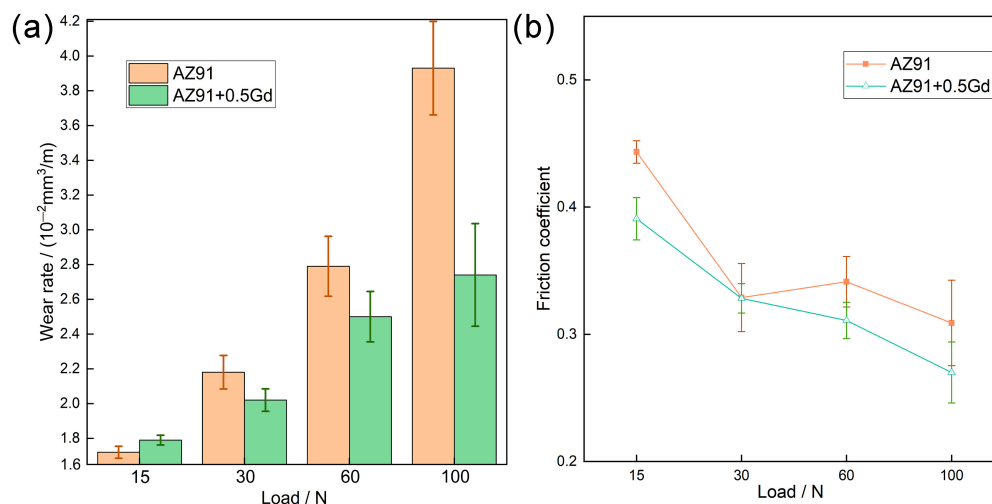 (a)
4.2
4.0
3.8
3.6
3.4
3.2
3.0
2.8
2.6
2.4
2.2
2.0
1.8
1.6
Wear rate / (10⁻²mm³/m)
AZ91
AZ91+0.5Gd
15 30 60 100
Load / N
(b)
0.5
0.4
0.3
0.2
Friction coefficient
AZ91
AZ91+0.5Gd
15 30 60 100
Load / N